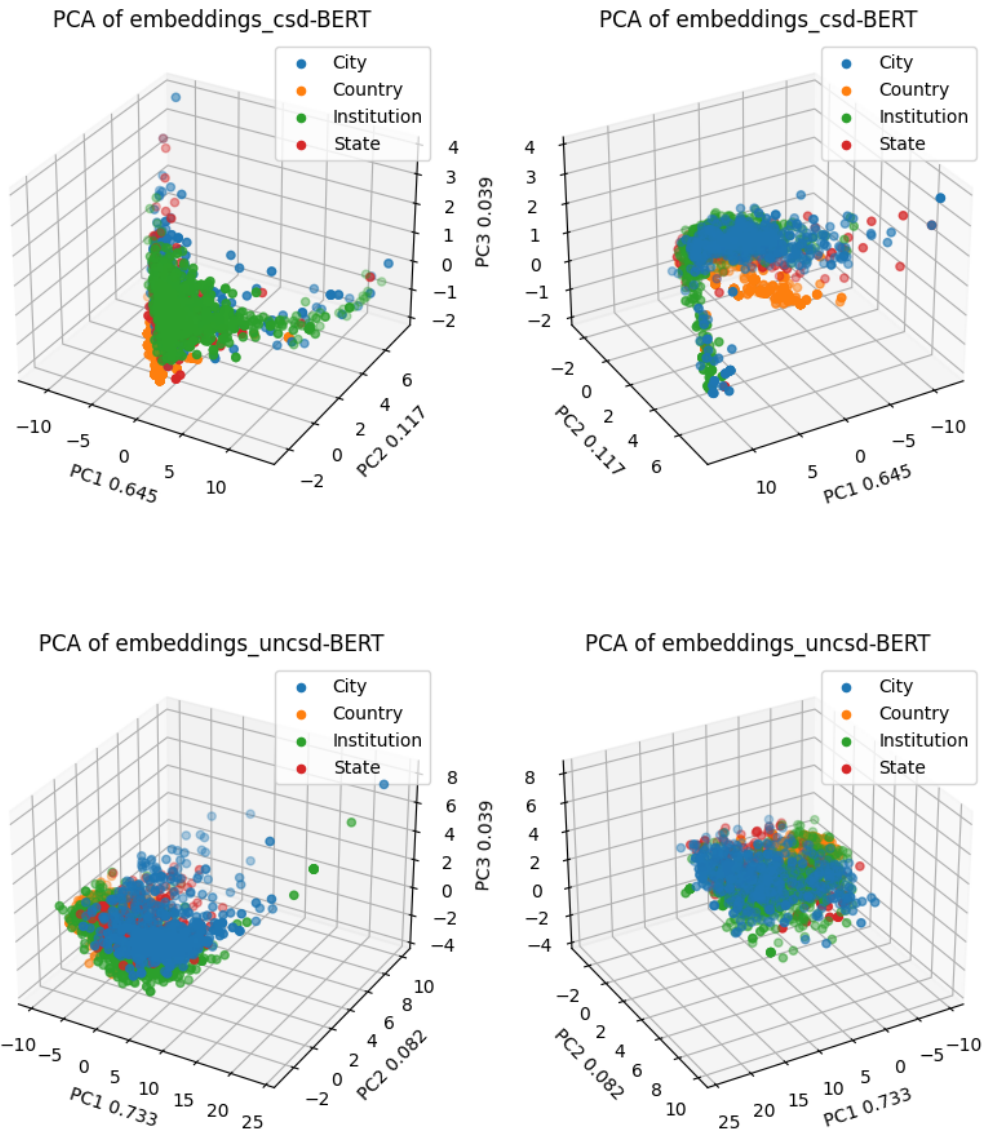 PCA of embeddings_csd-BERT
City
Country
Institution
State
4
3
2
1
0
−1
−2
PC3 0.039
−10
−5
0
5
10
PC1 0.645
−2
0
2
4
6
PC2 0.117
PCA of embeddings_csd-BERT
City
Country
Institution
State
4
3
2
1
0
−1
−2
PC3 0.039
−2
0
2
4
6
PC2 0.117
10
5
0
−5
−10
PC1 0.645
PCA of embeddings_uncsd-BERT
City
Country
Institution
State
8
6
4
2
0
−2
−4
PC3 0.039
−10
−5
0
5
10
15
20
25
PC1 0.733
−2
0
2
4
6
8
10
PC2 0.082
PCA of embeddings_uncsd-BERT
City
Country
Institution
State
8
6
4
2
0
−2
−4
PC3 0.039
−2
0
2
4
6
8
10
PC2 0.082
25
20
15
10
5
0
−5
−10
PC1 0.733